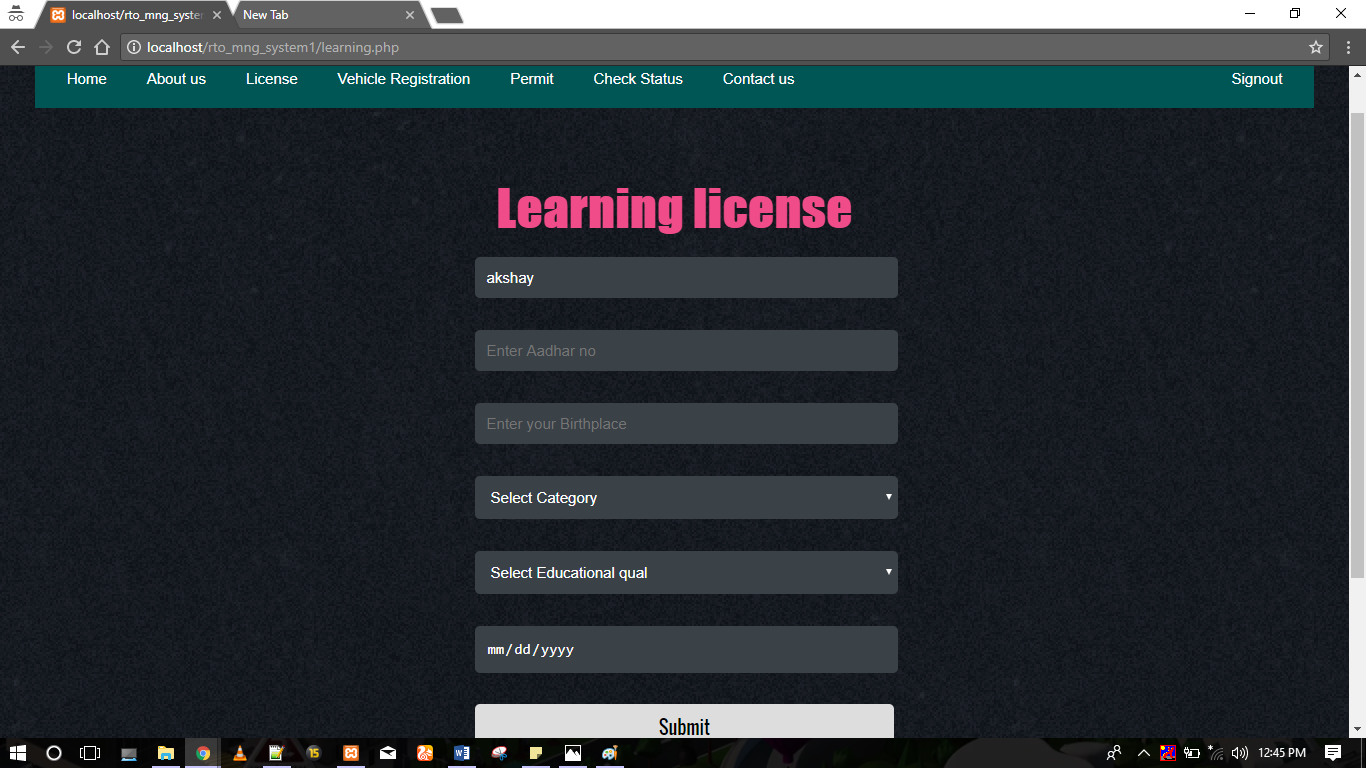 localhost/rto_mng_syster
New Tab
localhost/rto_mng_system1/learning.php
Home About us License Vehicle Registration Permit Check Status Contact us Signout
Learning license
akshay
Enter Aadhar no
Enter your Birthplace
Select Category
Select Educational qual
mm/dd/yyyy
Submit
15
12:45 PM